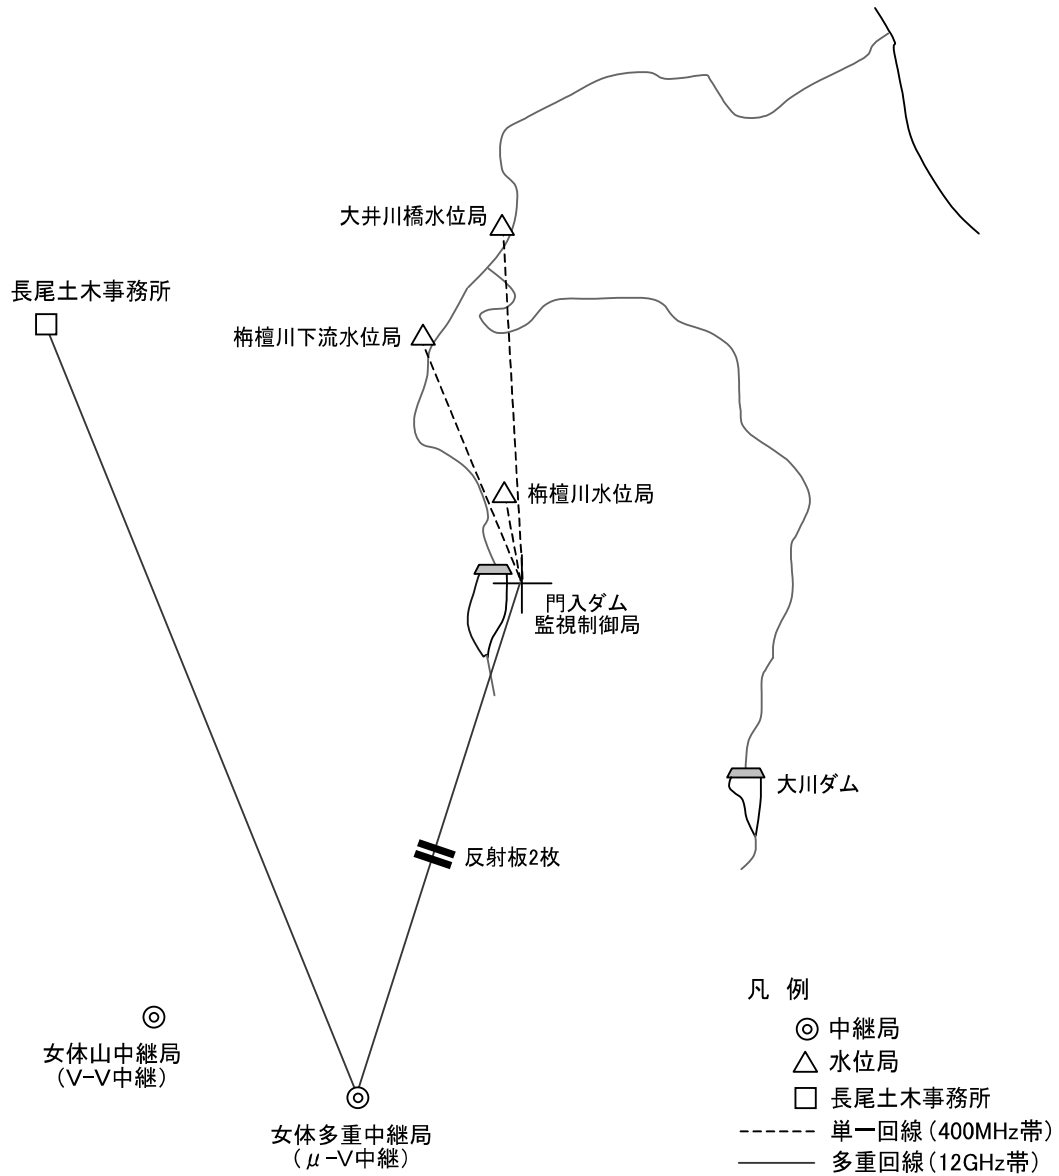 大井川橋水位局
長尾土木事務所
栴檀川下流水位局
栴檀川水位局
門入ダム
監視制御局
大川ダム
反射板2枚
女体山中継局
(V-V中継)
女体多重中継局
(μ-V中継)
凡 例
中継局
水位局
長尾土木事務所
単一回線(400MHz帯)
多重回線(12GHz帯)